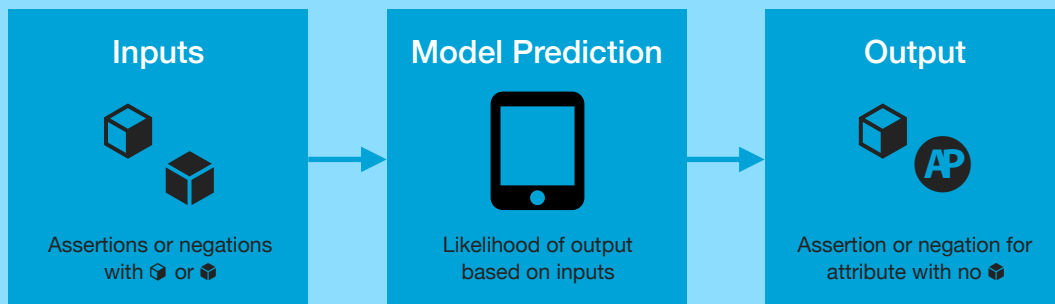 Inputs
Assertions or negations
with or
Model Prediction
Likelihood of output
based on inputs
Output
AP
Assertion or negation for
attribute with no